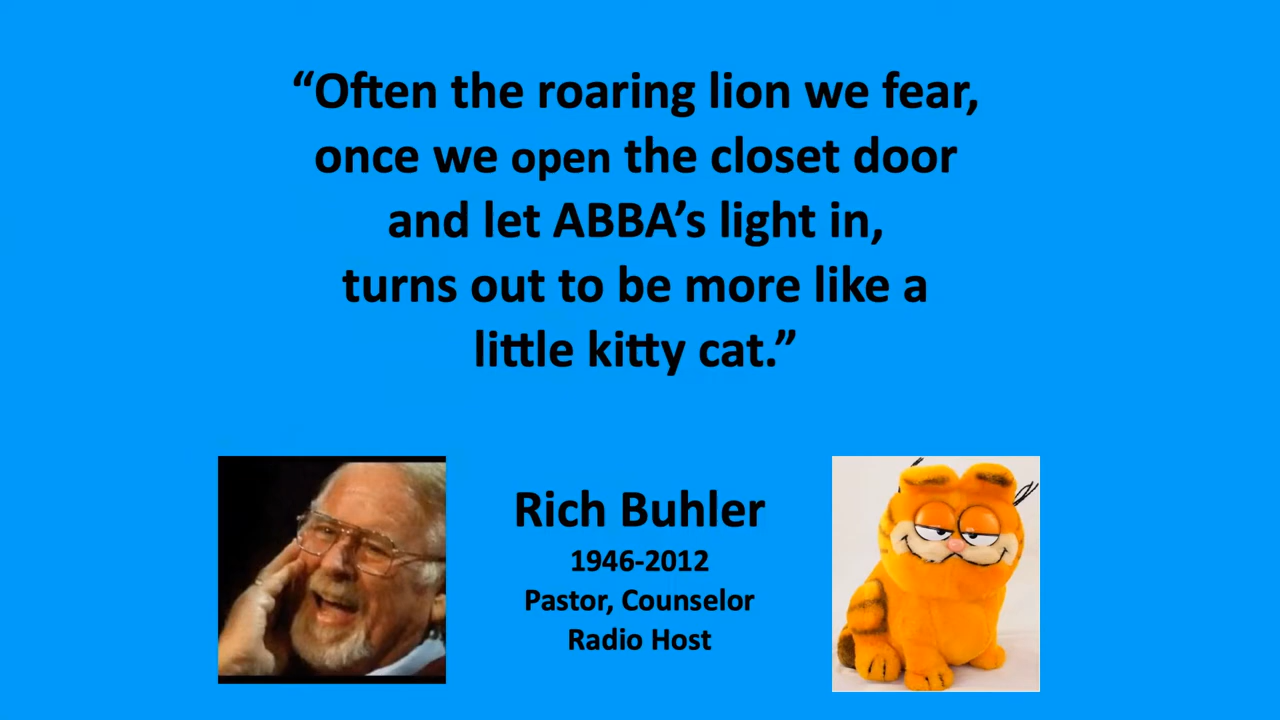 “Often the roaring lion we fear,
once we open the closet door
and let ABBA’s light in,
turns out to be more like a
little kitty cat.”
Rich Buhler
1946-2012
Pastor, Counselor
Radio Host